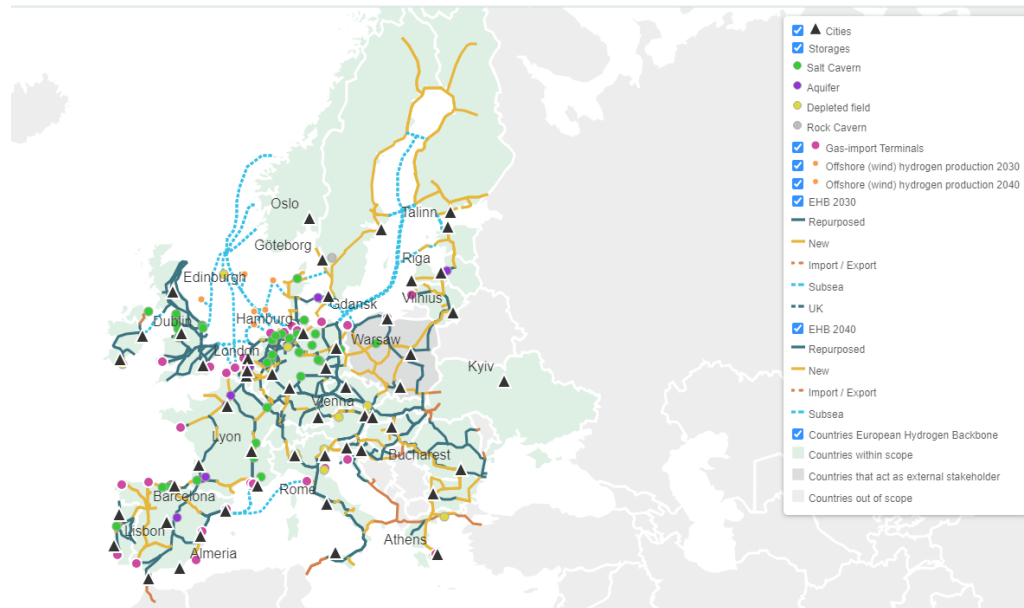 Oslo
Göteborg
Talinn
Riga
Vilnius
Edinburgh
Dublin
Hamburg
Gdansk
London
Warsaw
Kyiv
Vienna
Lyon
Bucharest
Rome
Barcelona
Lisbon
Almeria
Athens
Cities
Storages
Salt Cavern
Aquifer
Depleted field
Rock Cavern
Gas-import Terminals
Offshore (wind) hydrogen production 2030
Offshore (wind) hydrogen production 2040
EHB 2030
Repurposed
New
Import / Export
Subsea
UK
EHB 2040
Repurposed
New
Import / Export
Subsea
Countries European Hydrogen Backbone
Countries within scope
Countries that act as external stakeholder
Countries out of scope